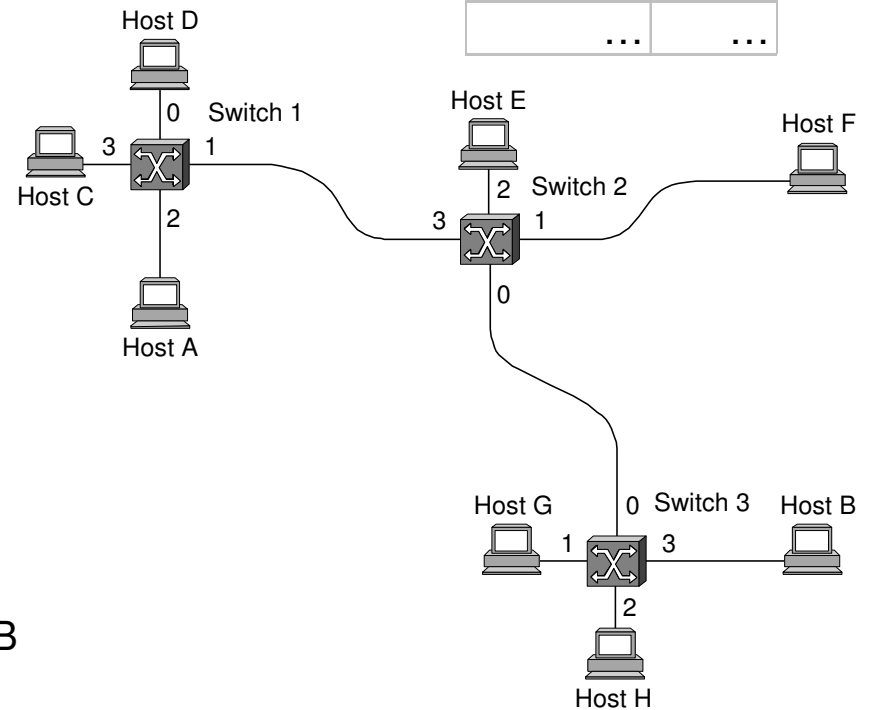 Host D
... ...
0 Switch 1
Host E
Host F
3 1
Host C
2 Switch 2
2
3 1
0
Host A
Host G
0 Switch 3
Host B
1 3
2
B
Host H